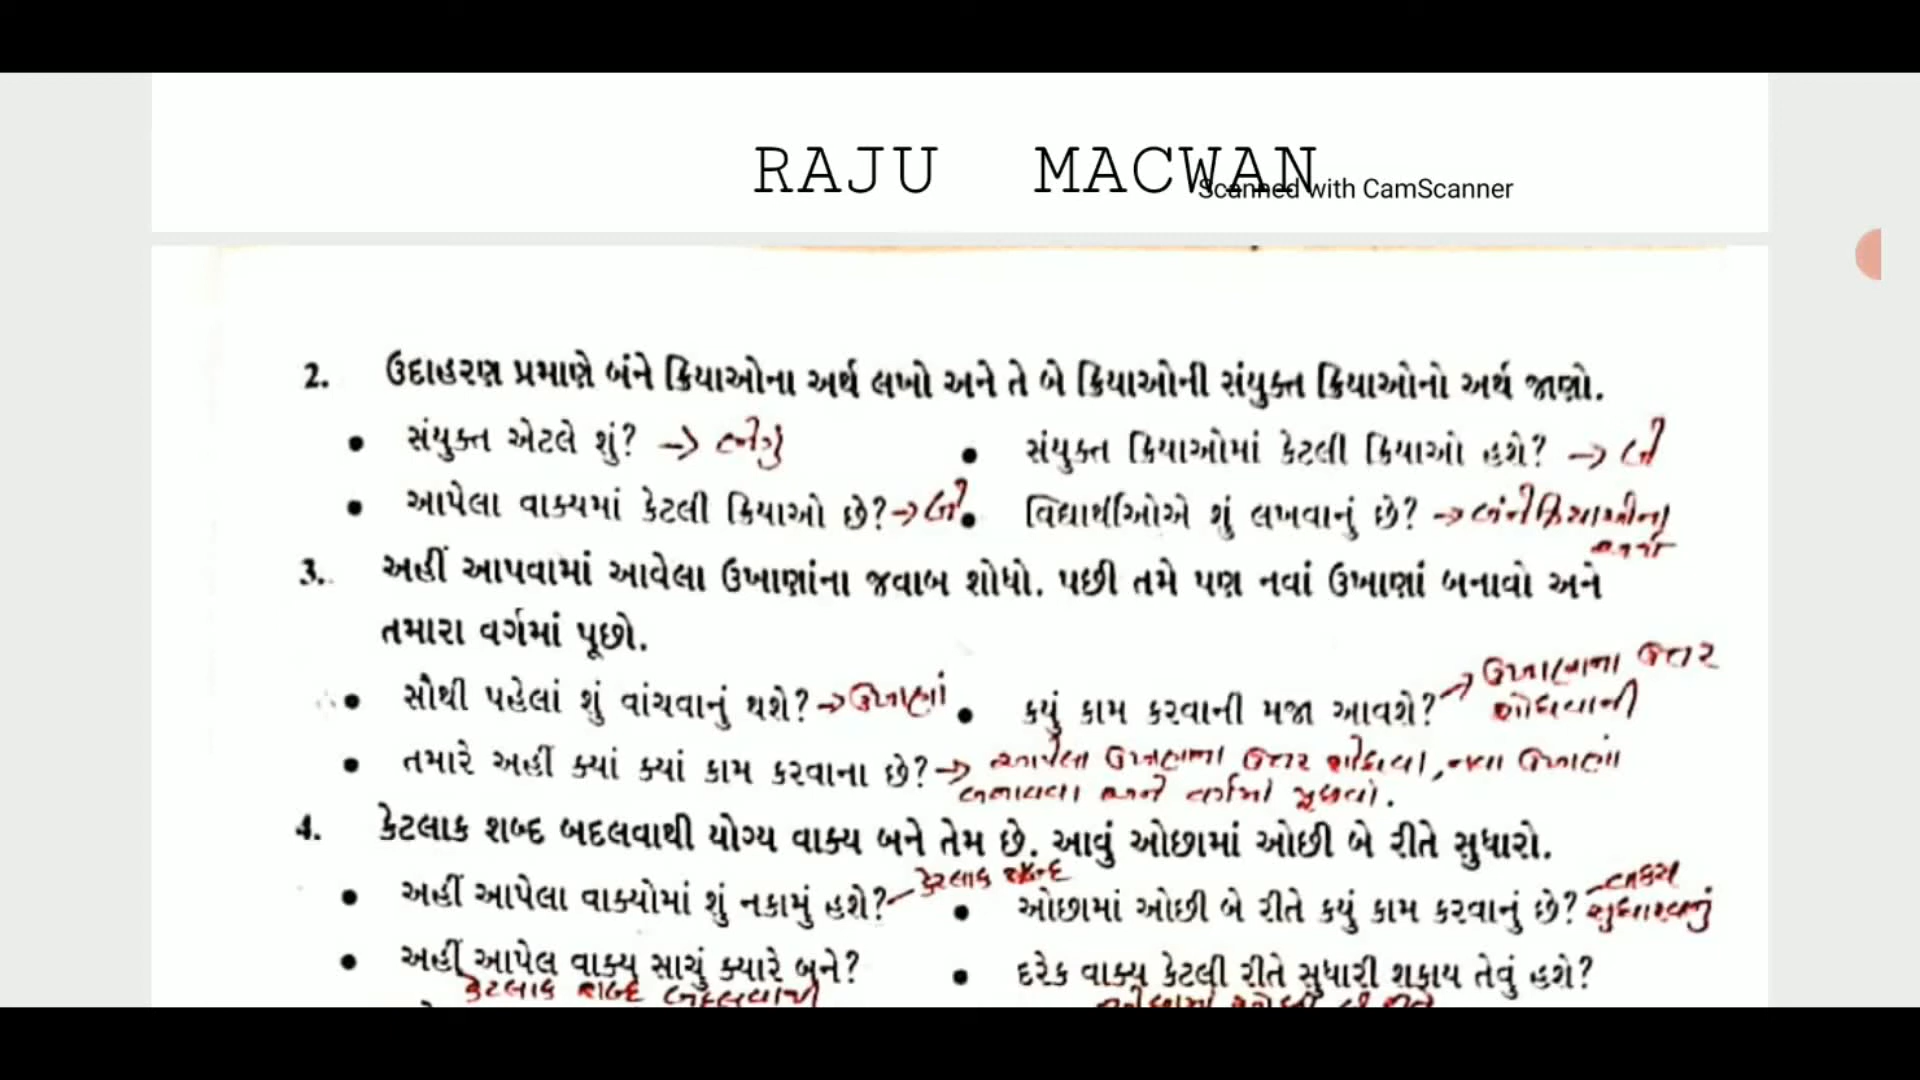 RAJU MACWAN
Scanned with CamScanner
2. ઉદાહરણ પ્રમાણે બંને ક્રિયાઓના અર્થ લખો અને તે બે ક્રિયાઓની સંયુક્ત ક્રિયાઓનો અર્થ જાણો.
• સંયુક્ત એટલે શું? → ભેગું • સંયુક્ત ક્રિયાઓમાં કેટલી ક્રિયાઓ હશે? → બે
• આપેલા વાક્યમાં કેટલી ક્રિયાઓ છે? → બે • વિદ્યાર્થીઓએ શું લખવાનું છે? → બંને ક્રિયાઓના
3. અહીં આપવામાં આવેલા ઉખાણાંના જવાબ શોધો. પછી તમે પણ નવાં ઉખાણાં બનાવો અને
તમારા વર્ગમાં પૂછો.
• સૌથી પહેલાં શું વાંચવાનું થશે? → ઉખાણાં • કયું કામ કરવાની મજા આવશે? → ઉખાણાના ઉત્તર
શોધવાની
• તમારે અહીં ક્યાં ક્યાં કામ કરવાના છે? → આપેલા ઉખાણાના ઉત્તર શોધવા, નવા ઉખાણાં
બનાવવા અને વર્ગમાં પૂછવા.
4. કેટલાક શબ્દ બદલવાથી યોગ્ય વાક્ય બને તેમ છે. આવું ઓછામાં ઓછી બે રીતે સુધારો.
• અહીં આપેલા વાક્યોમાં શું નકામું હશે? – કેટલાક શબ્દ • ઓછામાં ઓછી બે રીતે કયું કામ કરવાનું છે? – વાક્ય
સુધારવાનું
• અહીં આપેલ વાક્ય સાચું ક્યારે બને? • દરેક વાક્ય કેટલી રીતે સુધારી શકાય તેવું હશે?
કેટલાક શબ્દ બદલવાથી